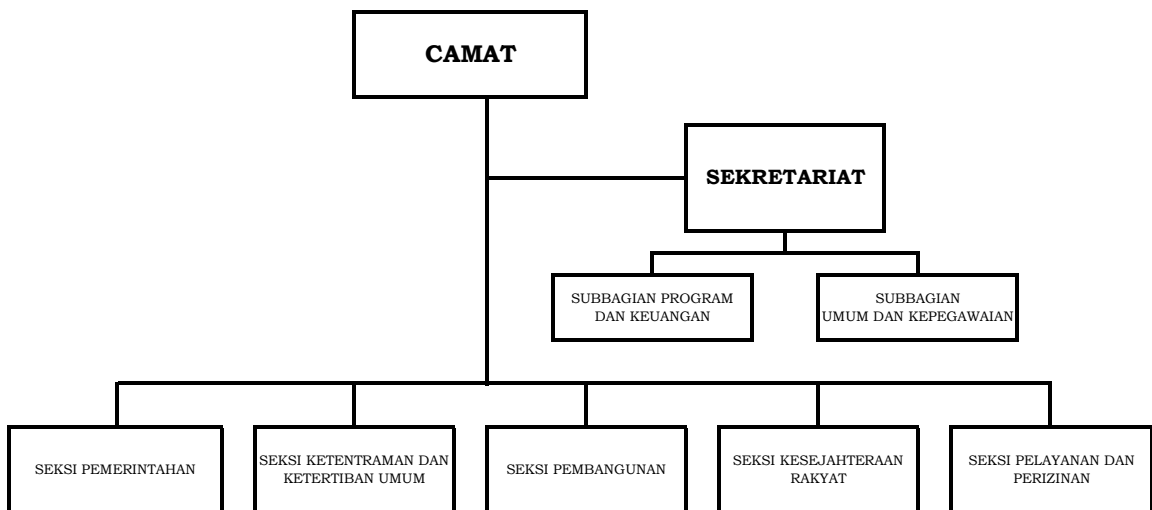 CAMAT
SEKRETARIAT
SUBBAGIAN PROGRAM
DAN KEUANGAN
SUBBAGIAN
UMUM DAN KEPEGAWAIAN
SEKSI PEMERINTAHAN
SEKSI KETENTRAMAN DAN
KETERTIBAN UMUM
SEKSI PEMBANGUNAN
SEKSI KESEJAHTERAAN
RAKYAT
SEKSI PELAYANAN DAN
PERIZINAN